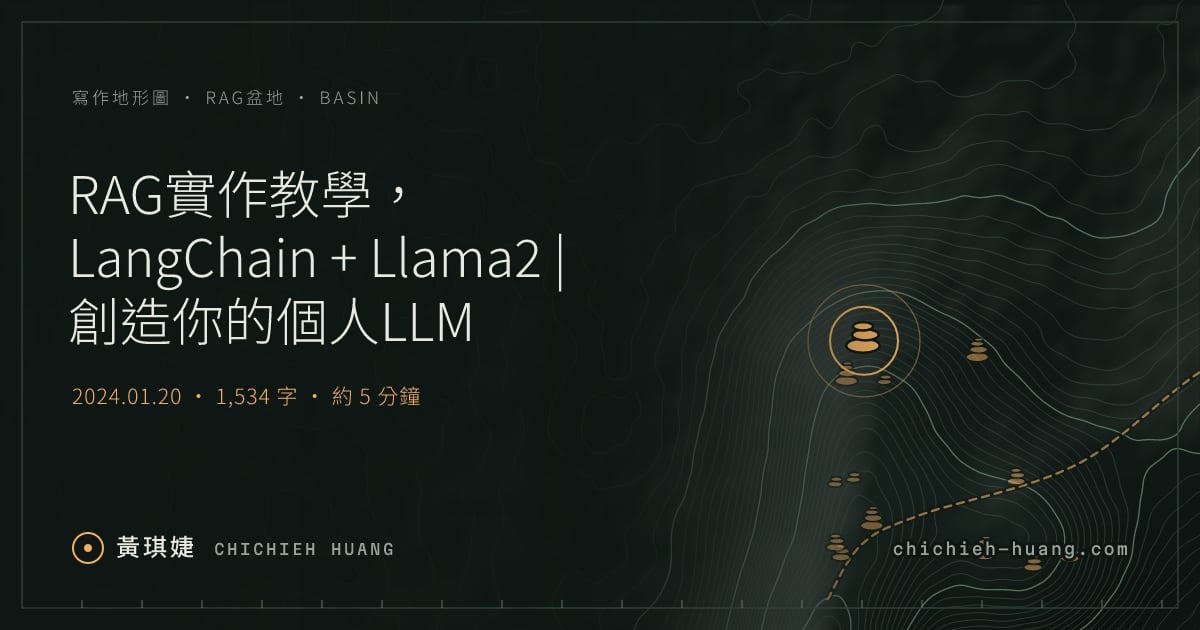 寫作地形圖 · RAG盆地 · BASIN
RAG實作教學，
LangChain + Llama2 |
創造你的個人LLM
2024.01.20 · 1,534 字 · 約 5 分鐘
黃琪婕 CHICHIEH HUANG
chichieh-huang.com